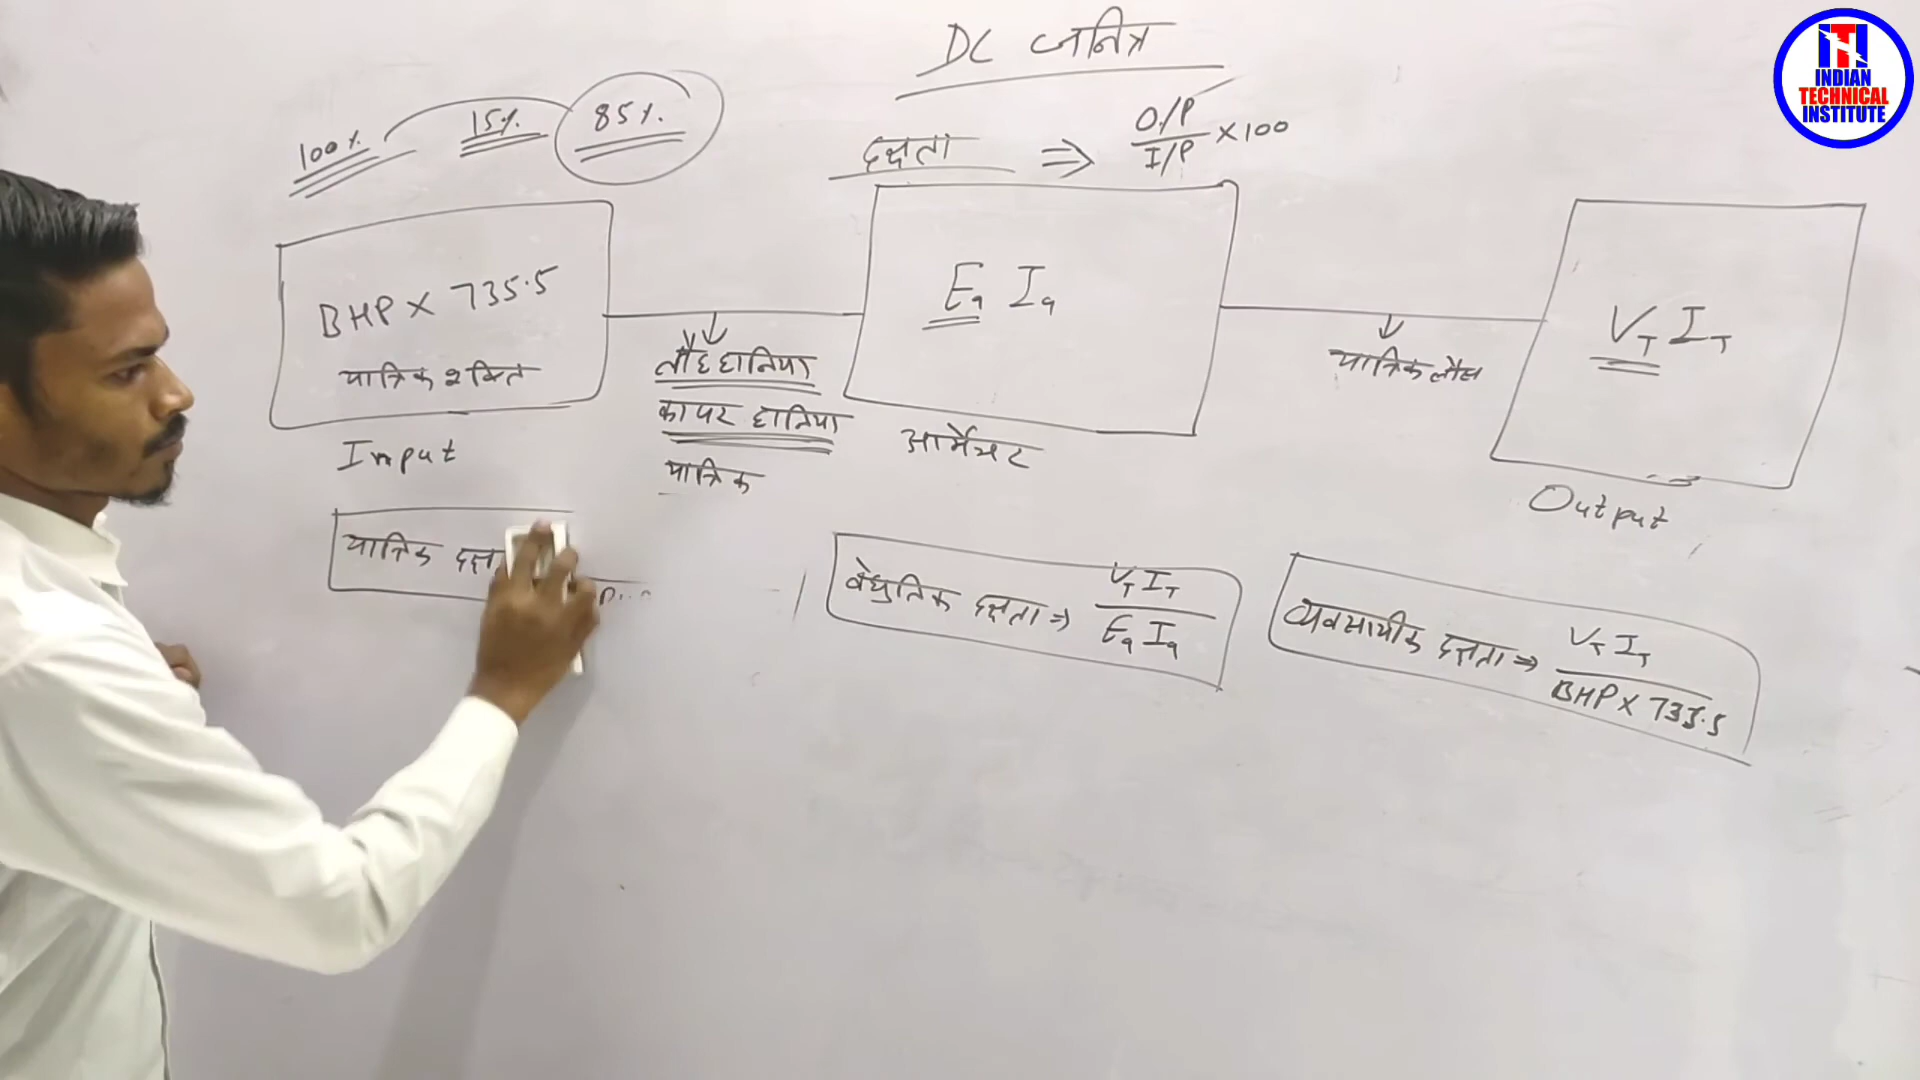 DC जनित्र
INDIAN
TECHNICAL
INSTITUTE
100% 15% 85%
दक्षता ⇒ O/P / I/P × 100
BHP × 735.5
यात्रिक शक्ति
Input
लौह हानिया
कापर हानिया
यात्रिक
Ea Ia
आर्मेचर
यात्रिक लौस
VT IT
Output
यात्रिक
वेधुतिक दक्षता ⇒ VT IT / Ea Ia
व्यवसायीक दक्षता ⇒ VT IT / BHP × 735.5